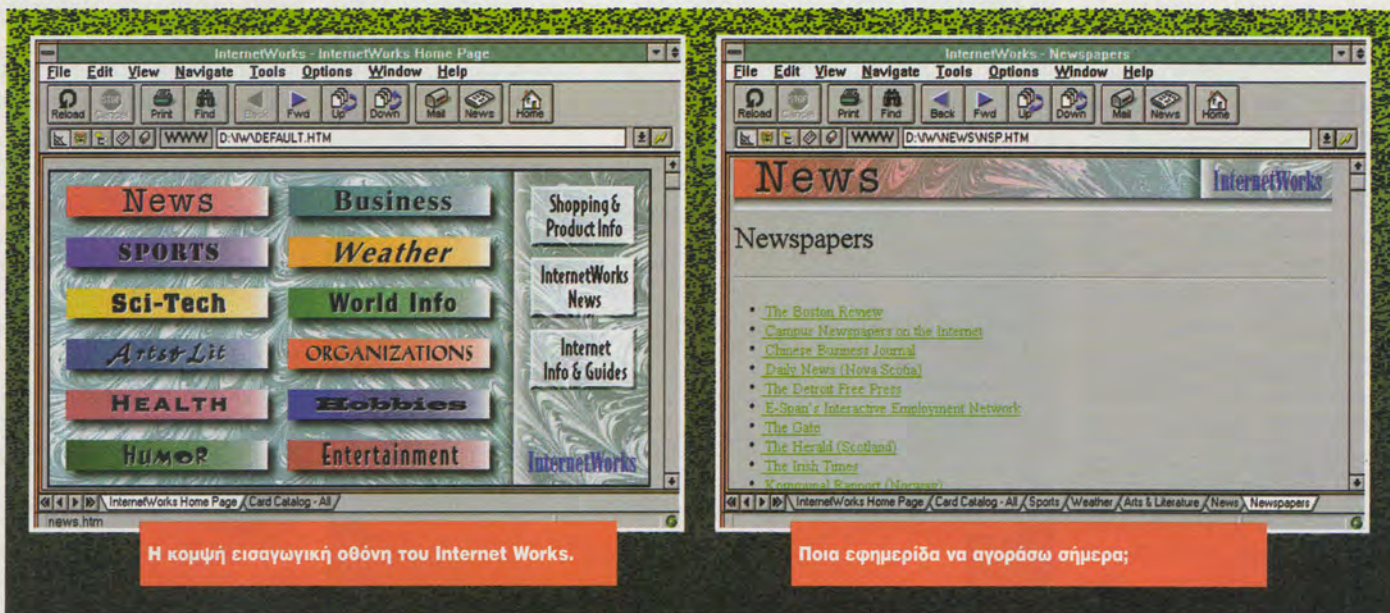 InternetWorks - InternetWorks Home Page
File Edit View Navigate Tools Options Window Help
Reload Print Find Back Fwd Up Down Mail News Home
WWW D:\IW\DEFAULT.HTM
News Business
SPORTS Weather
Sci-Tech World Info
Arts & Lit ORGANIZATIONS
HEALTH Hobbies
HUMOR Entertainment
Shopping &
Product Info
InternetWorks
News
Internet
Info & Guides
InternetWorks
InternetWorks Home Page Card Catalog - All
news.htm
Η κομψή εισαγωγική οθόνη του Internet Works.
InternetWorks - Newspapers
File Edit View Navigate Tools Options Window Help
Reload Print Find Back Fwd Up Down Mail News Home
WWW D:\IW\NEWS\NSP.HTM
News InternetWorks
Newspapers
• The Boston Review
• Campus Newspapers on the Internet
• Chinese Business Journal
• Daily News (Nova Scotia)
• The Detroit Free Press
• E-Span's Interactive Employment Network
• The Gate
• The Herald (Scotland)
• The Irish Times
• Kommunal Rapport (Norway)
InternetWorks Home Page Card Catalog - All Sports Weather Arts & Literature News Newspapers
Ποια εφημερίδα να αγοράσω σήμερα;